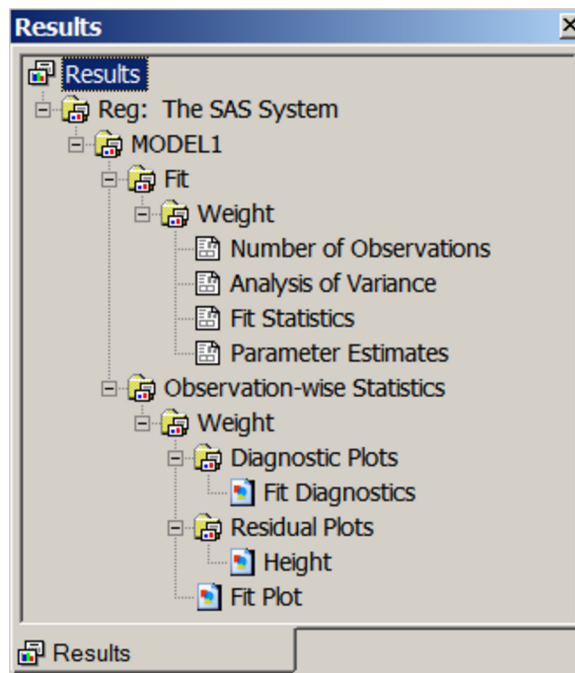 Results
Results
Reg:  The SAS System
MODEL1
Fit
Weight
Number of Observations
Analysis of Variance
Fit Statistics
Parameter Estimates
Observation-wise Statistics
Weight
Diagnostic Plots
Fit Diagnostics
Residual Plots
Height
Fit Plot
Results